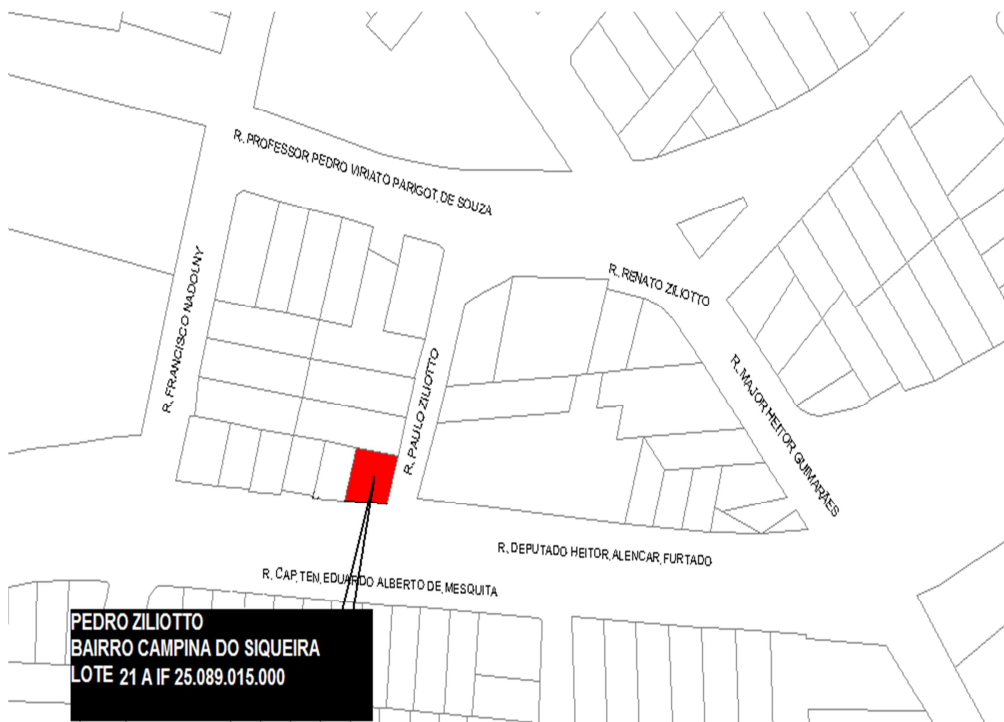 R. PROFESSOR PEDRO VIRIATO PARIGOT DE SOUZA
R. FRANCISCO NADOLNY
R. RENATO ZILIOTTO
R. PAULO ZILIOTTO
R. MAJOR HEITOR GUIMARÃES
R. DEPUTADO HEITOR ALENCAR FURTADO
R. CAP. TEN. EDUARDO ALBERTO DE MESQUITA
PEDRO ZILIOTTO
BAIRRO CAMPINA DO SIQUEIRA
LOTE 21 A IF 25.089.015.000